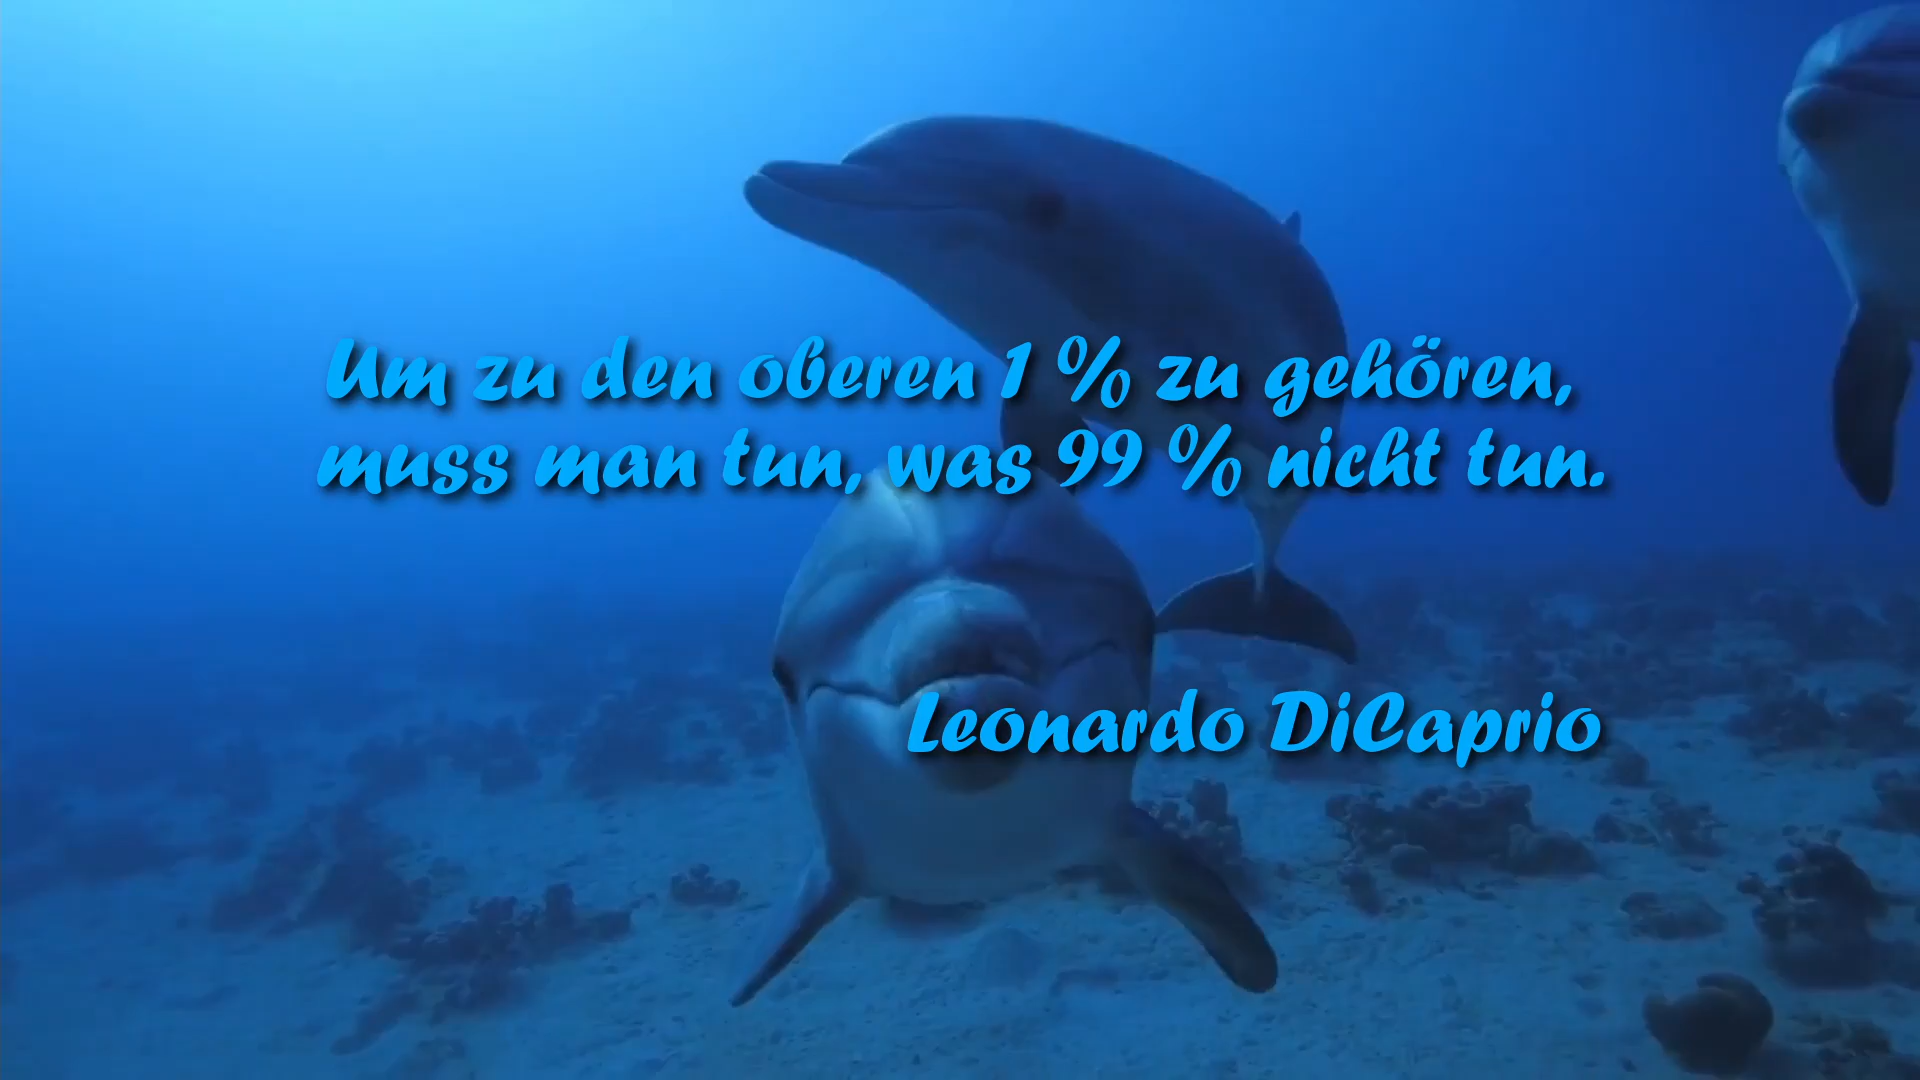 Um zu den oberen 1 % zu gehören,
muss man tun, was 99 % nicht tun.
Leonardo DiCaprio